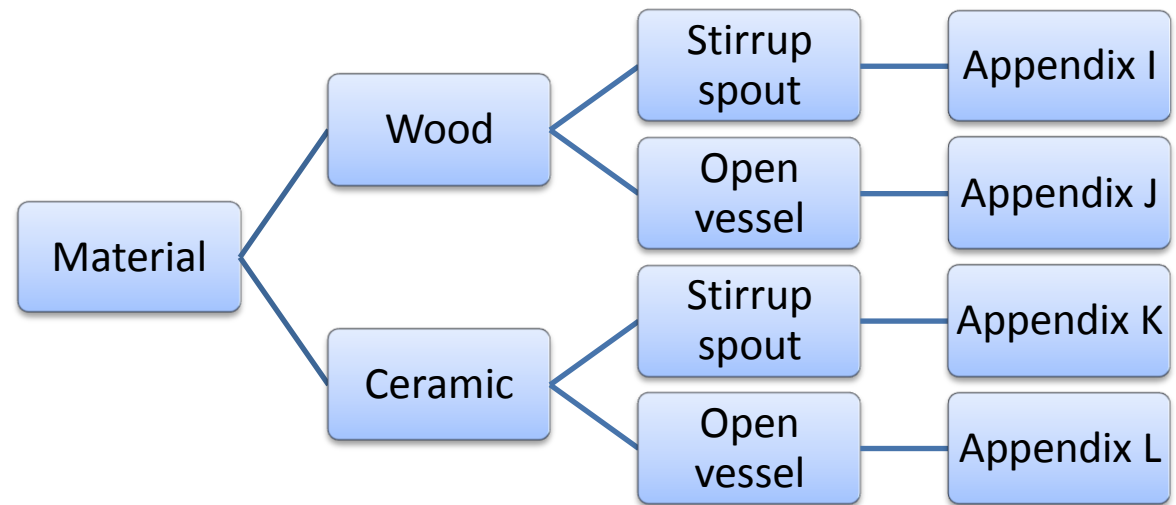 Material
Wood
Stirrup
spout
Appendix I
Open
vessel
Appendix J
Ceramic
Stirrup
spout
Appendix K
Open
vessel
Appendix L